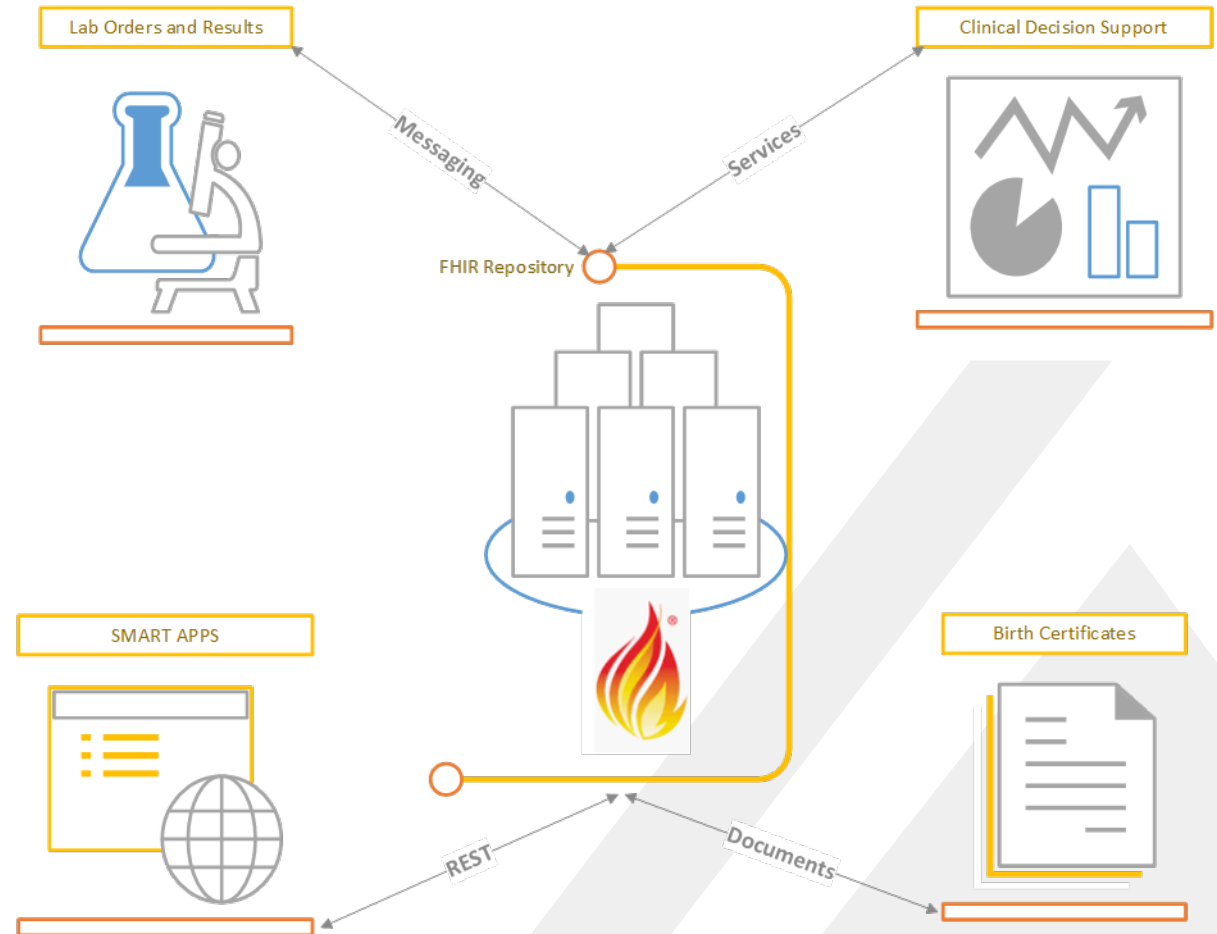 Lab Orders and Results
Clinical Decision Support
Messaging
Services
FHIR Repository
®
SMART APPS
Birth Certificates
REST
Documents